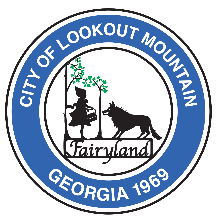 CITY OF LOOKOUT MOUNTAIN
Fairyland
GEORGIA 1969